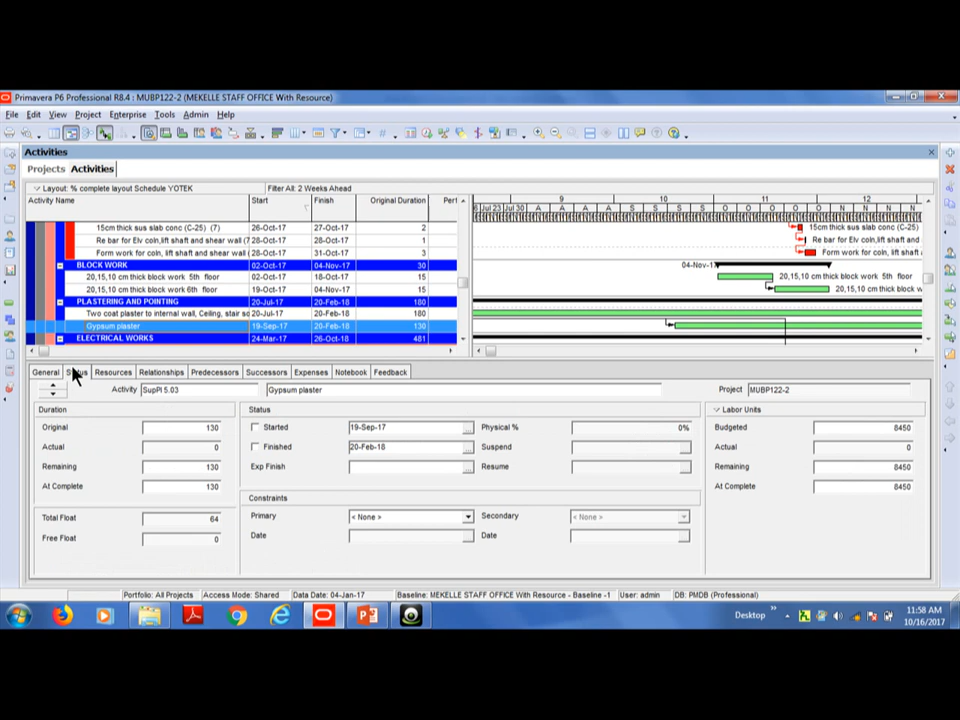 Primavera P6 Professional R8.4 : MUBP122-2 (MEKELLE STAFF OFFICE With Resource)
File Edit View Project Enterprise Tools Admin Help
Activities
Projects Activities
Layout: % complete layout Schedule YOTEK Filter All: 2 Weeks Ahead
Activity Name Start Finish Original Duration
9 10 11 12
Jul 23 Jul 30 A A A A S S S S O O O O O N N N N
15cm thick sus slab conc (C-25) (7) 26-Oct-17 27-Oct-17 2 15cm thick sus slab conc (C-25)
Re bar for Elv coln,lift shaft and shear wall (7 28-Oct-17 28-Oct-17 1 Re bar for Elv coln,lift shaft and
Form work for coln, lift shaft and shear wall ( 28-Oct-17 31-Oct-17 3 Form work for coln, lift shaft
BLOCK WORK 02-Oct-17 04-Nov-17 30 04-Nov-17
20,15,10 cm thick block work 5th floor 02-Oct-17 18-Oct-17 15 20,15,10 cm thick block work 5th floor
20,15,10 cm thick block work 6th floor 19-Oct-17 04-Nov-17 15 20,15,10 cm thick block w
PLASTERING AND POINTING 20-Jul-17 20-Feb-18 180
Two coat plaster to internal wall, Ceiling, stair so 20-Jul-17 20-Feb-18 180
Gypsum plaster 19-Sep-17 20-Feb-18 130
ELECTRICAL WORKS 24-Mar-17 26-Oct-18 481
General Resources Relationships Predecessors Successors Expenses Notebook Feedback
Activity SupPl 5.03 Gypsum plaster Project MUBP122-2
Duration Status Labor Units
Original 130 Started 19-Sep-17 Physical % 0% Budgeted 8450
Actual 0 Finished 20-Feb-18 Suspend Actual 0
Remaining 130 Exp Finish Resume Remaining 8450
At Complete 130 At Complete 8450
Constraints
Total Float 64 Primary < None > Secondary < None >
Free Float 0 Date Date
Portfolio: All Projects Access Mode: Shared Data Date: 04-Jan-17 Baseline: MEKELLE STAFF OFFICE With Resource - Baseline -1 User: admin DB: PMDB (Professional)
Desktop 11:58 AM
10/16/2017